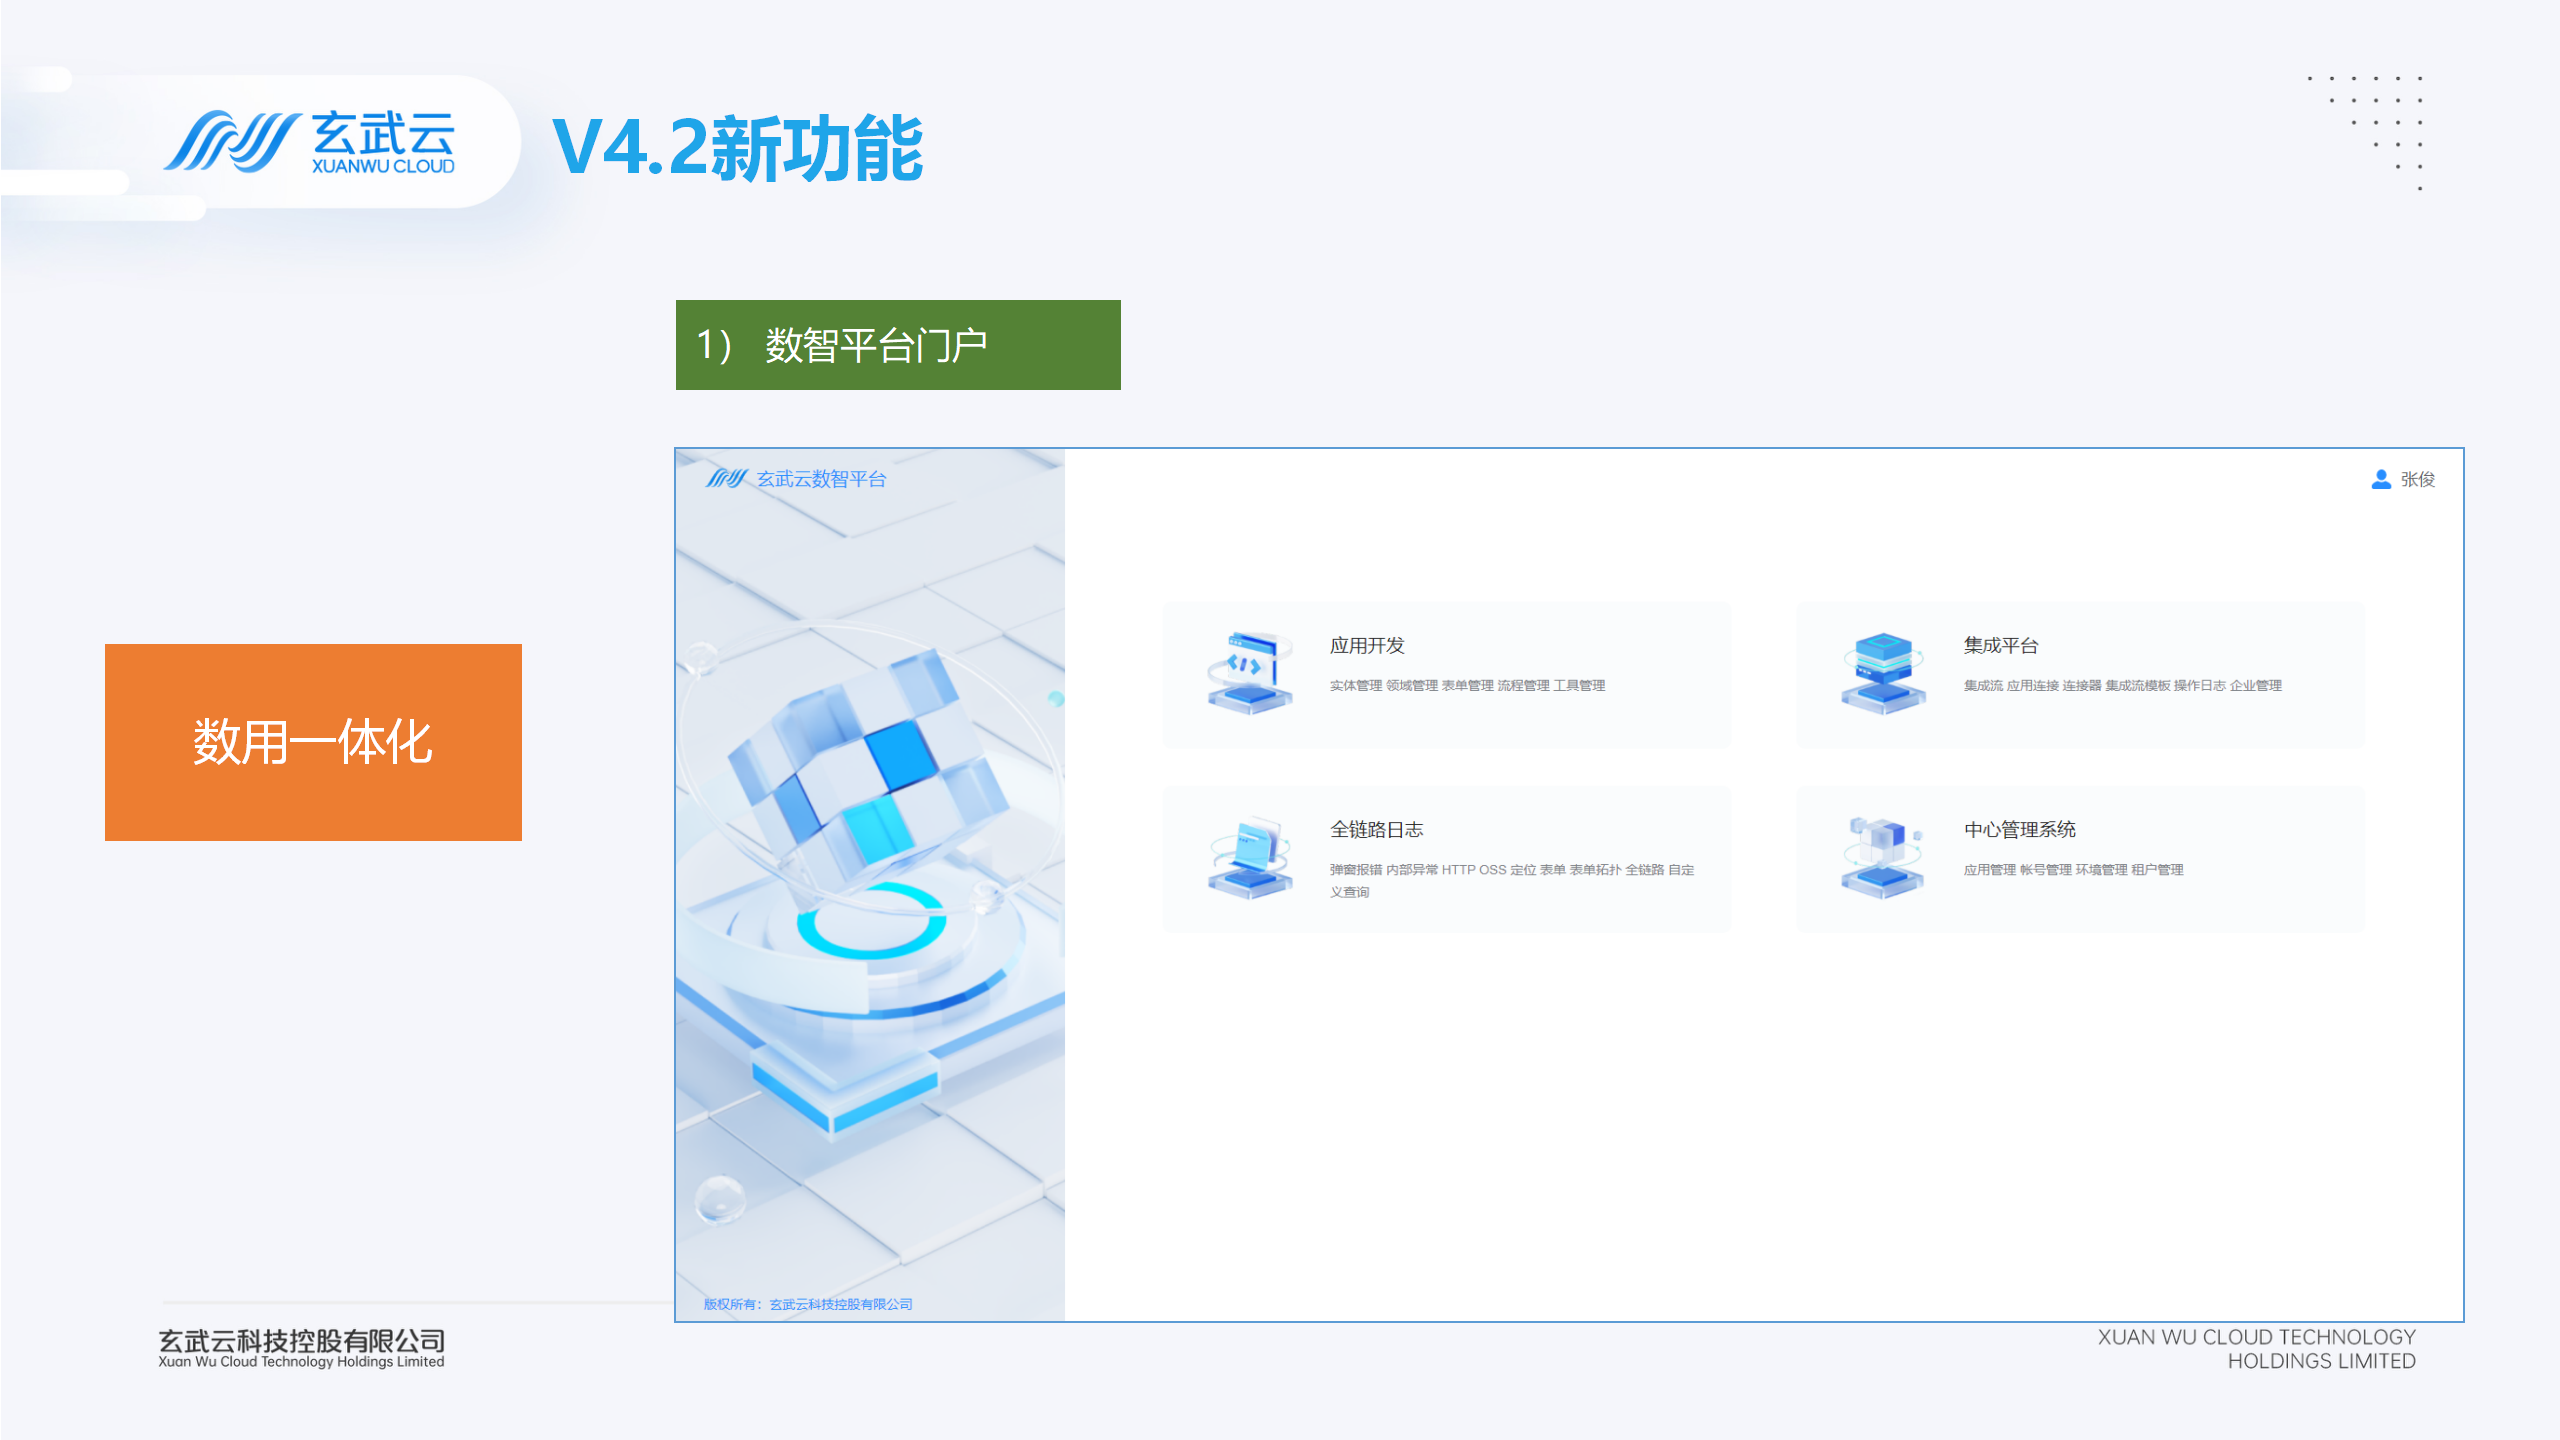 玄武云
XUANWU CLOUD
V4.2新功能
1） 数智平台门户
数用一体化
玄武云数智平台
张俊
应用开发
实体管理 领域管理 表单管理 流程管理 工具管理
集成平台
集成流 应用连接 连接器 集成流模板 操作日志 企业管理
全链路日志
弹窗报错 内部异常 HTTP OSS 定位 表单 表单拓扑 全链路 自定
义查询
中心管理系统
应用管理 帐号管理 环境管理 租户管理
版权所有：玄武云科技控股有限公司
玄武云科技控股有限公司
Xuan Wu Cloud Technology Holdings Limited
XUAN WU CLOUD TECHNOLOGY
HOLDINGS LIMITED